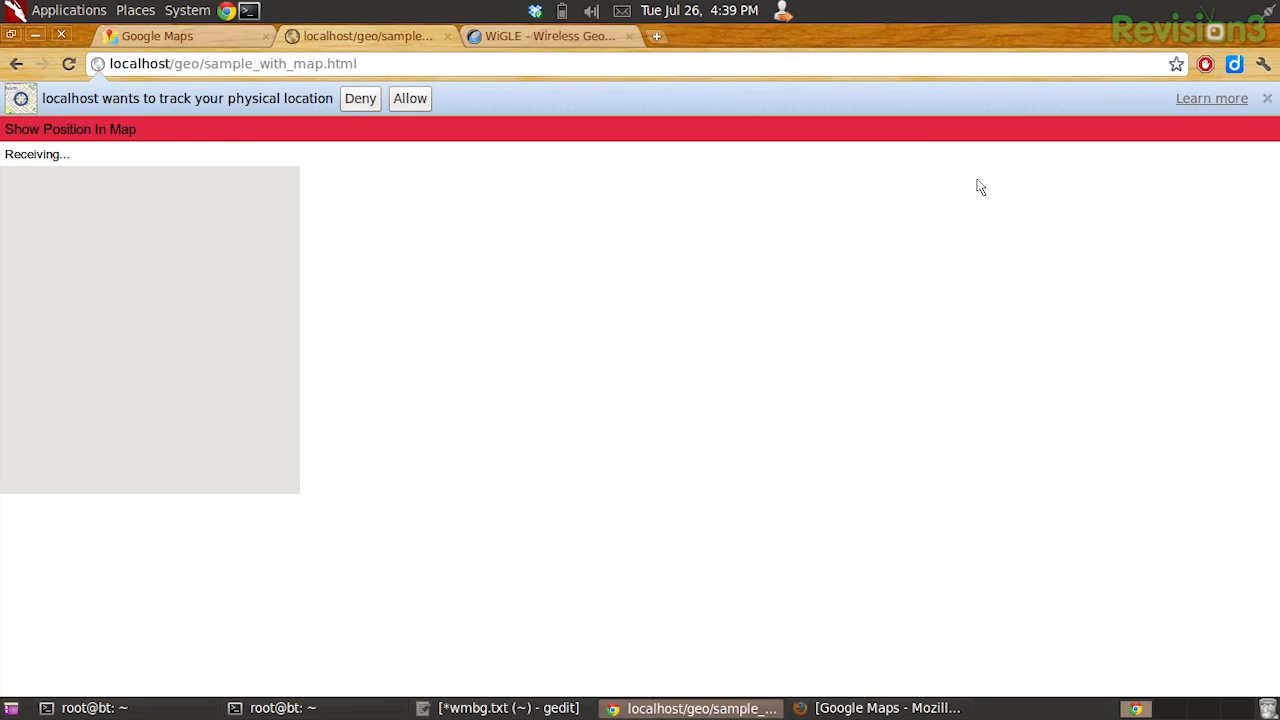 Applications Places System Tue Jul 26, 4:39 PM
Revision3
Google Maps localhost/geo/sample... WiGLE - Wireless Geo...
localhost/geo/sample_with_map.html
localhost wants to track your physical location Deny Allow Learn more
Show Position In Map
Receiving...
root@bt: ~ root@bt: ~ [*wmbg.txt (~) - gedit] localhost/geo/sample_... [Google Maps - Mozill...